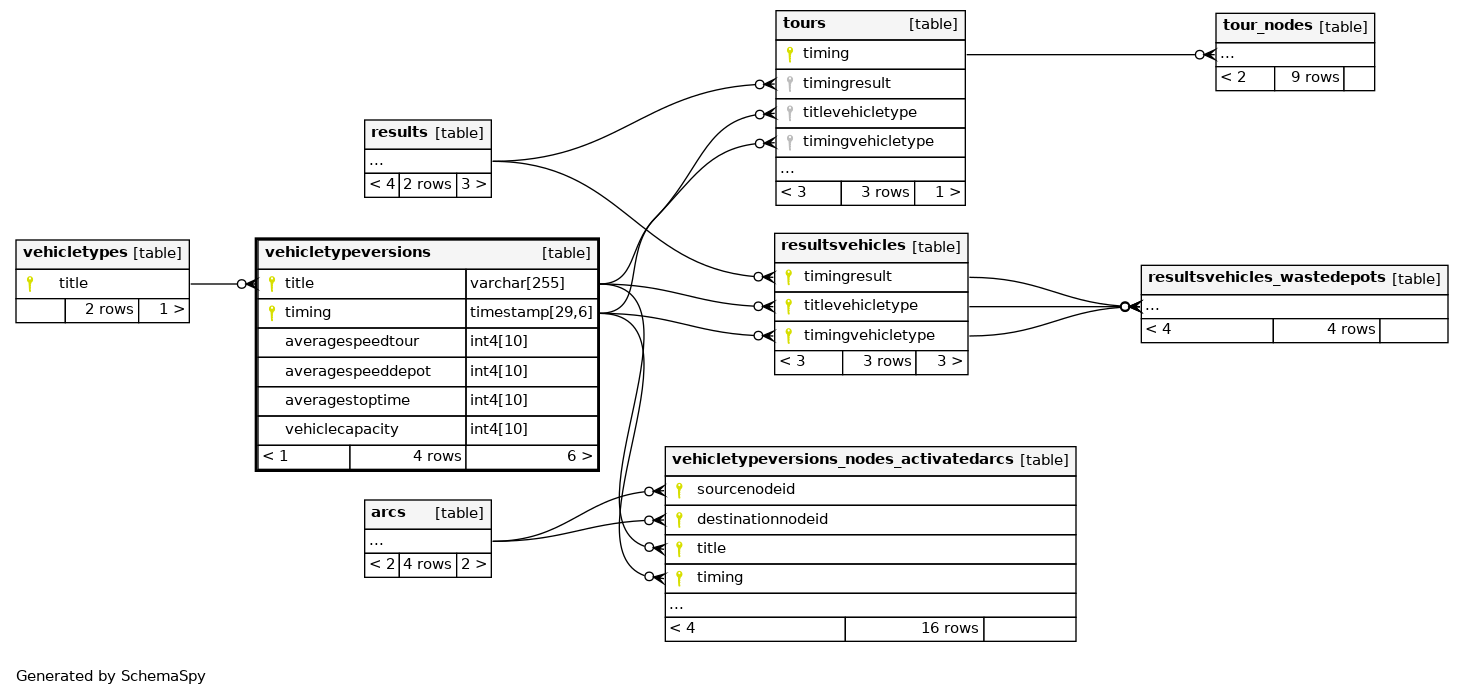 tours [table]
timing
timingresult
titlevehicletype
timingvehicletype
...
< 3 3 rows 1 >
tour_nodes [table]
...
< 2 9 rows
results [table]
...
< 4 2 rows 3 >
vehicletypes [table]
title
2 rows 1 >
vehicletypeversions [table]
title varchar[255]
timing timestamp[29,6]
averagespeedtour int4[10]
averagespeeddepot int4[10]
averagestoptime int4[10]
vehiclecapacity int4[10]
< 1 4 rows 6 >
resultsvehicles [table]
timingresult
titlevehicletype
timingvehicletype
< 3 3 rows 3 >
resultsvehicles_wastedepots [table]
...
< 4 4 rows
arcs [table]
...
< 2 4 rows 2 >
vehicletypeversions_nodes_activatedarcs [table]
sourcenodeid
destinationnodeid
title
timing
...
< 4 16 rows
Generated by SchemaSpy